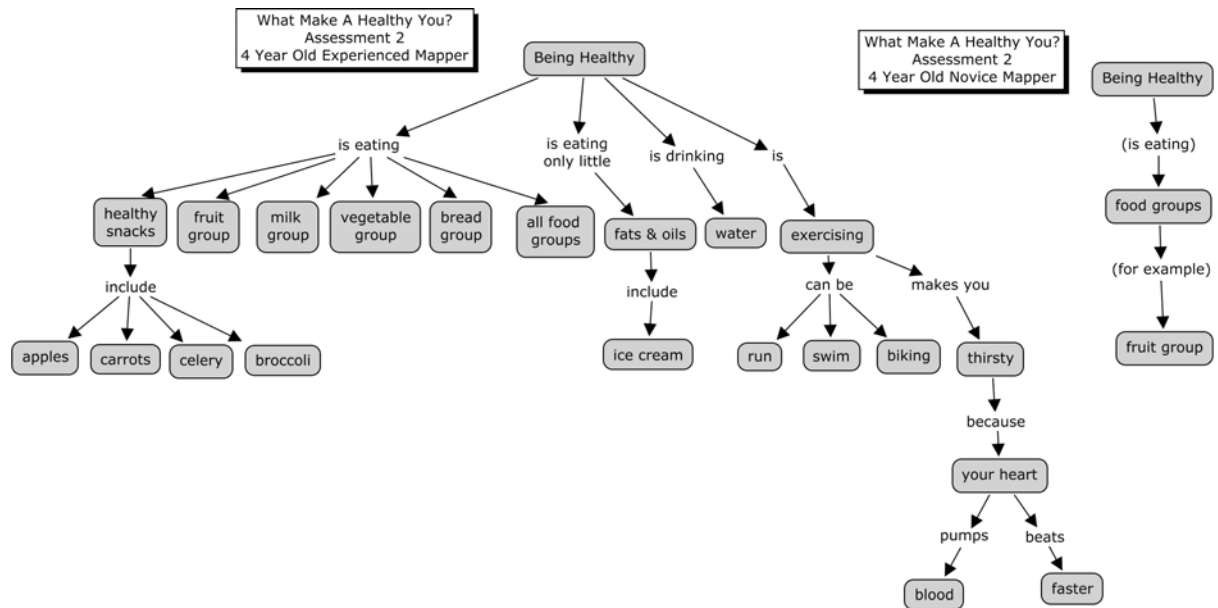 What Make A Healthy You?
Assessment 2
4 Year Old Experienced Mapper
Being Healthy
is eating
is eating
only little
is drinking
is
healthy
snacks
fruit
group
milk
group
vegetable
group
bread
group
all food
groups
fats & oils
water
exercising
include
apples
carrots
celery
broccoli
include
ice cream
can be
makes you
run
swim
biking
thirsty
because
your heart
pumps
beats
blood
faster
What Make A Healthy You?
Assessment 2
4 Year Old Novice Mapper
Being Healthy
(is eating)
food groups
(for example)
fruit group